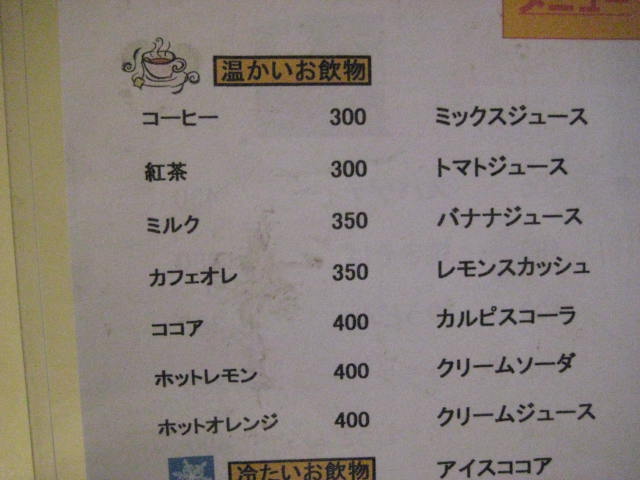 メニュー
温かいお飲物
コーヒー 300
紅茶 300
ミルク 350
カフェオレ 350
ココア 400
ホットレモン 400
ホットオレンジ 400
冷たいお飲物
ミックスジュース
トマトジュース
バナナジュース
レモンスカッシュ
カルピスコーラ
クリームソーダ
クリームジュース
アイスココア